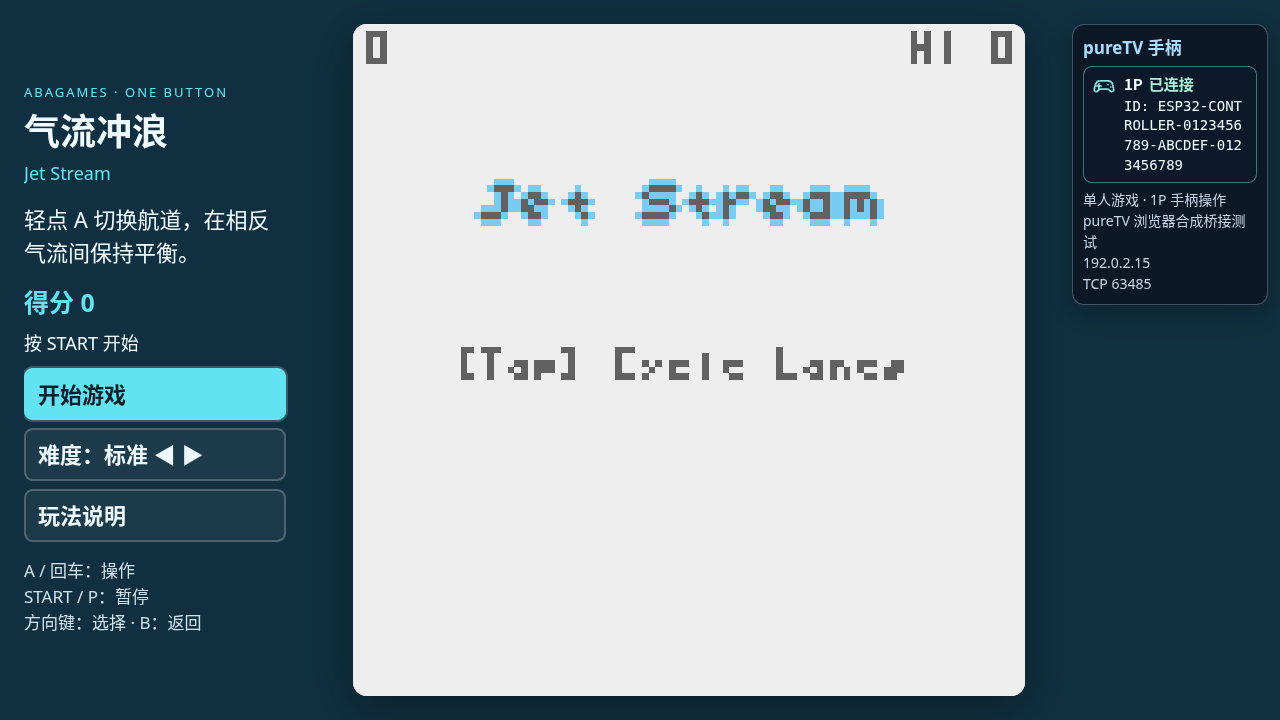 ABAGAMES · ONE BUTTON
气流冲浪
Jet Stream
轻点 A 切换航道，在相反
气流间保持平衡。
得分 0
按 START 开始
开始游戏
难度：标准 ◀ ▶
玩法说明
A / 回车：操作
START / P：暂停
方向键：选择 · B：返回
0
HI 0
Jet Stream
[Tap] Cycle Lanes
pureTV 手柄
1P 已连接
ID: ESP32-CONT
ROLLER-0123456
789-ABCDEF-012
3456789
单人游戏 · 1P 手柄操作
pureTV 浏览器合成桥接测
试
192.0.2.15
TCP 63485